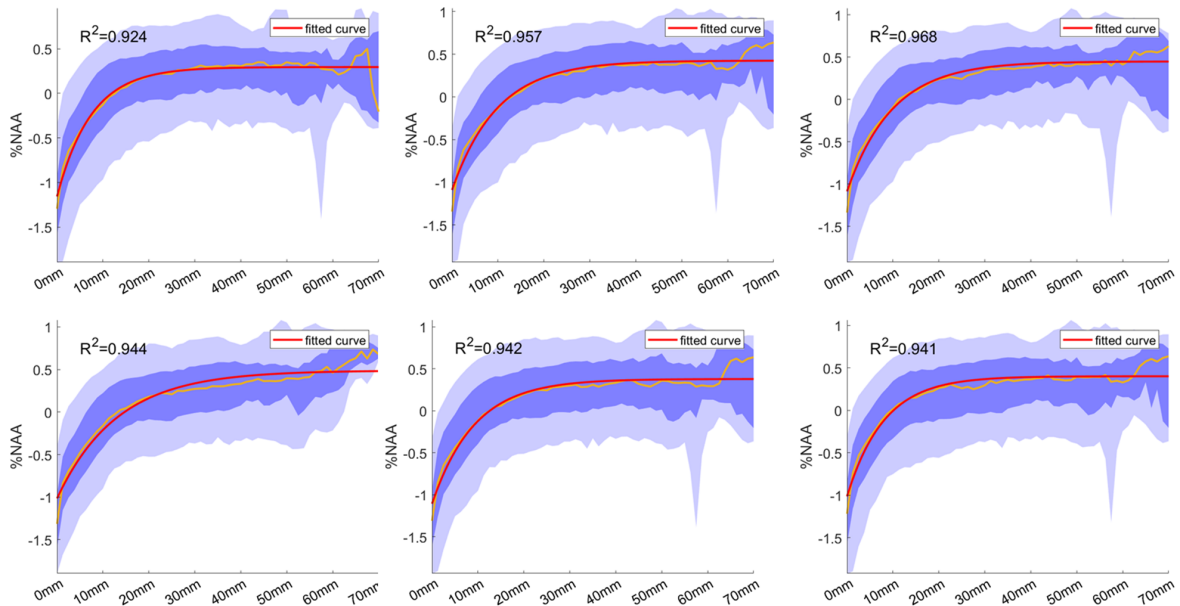 R²=0.924
fitted curve
%NAA
0.5
0
-0.5
-1
-1.5
0mm
10mm
20mm
30mm
40mm
50mm
60mm
70mm
R²=0.957
fitted curve
%NAA
1
0.5
0
-0.5
-1
-1.5
0mm
10mm
20mm
30mm
40mm
50mm
60mm
70mm
R²=0.968
fitted curve
%NAA
1
0.5
0
0.5
-1
-1.5
0mm
10mm
20mm
30mm
40mm
50mm
60mm
70mm
R²=0.944
fitted curve
%NAA
1
0.5
0
-0.5
-1
-1.5
0mm
10mm
20mm
30mm
40mm
50mm
60mm
70mm
R²=0.942
fitted curve
%NAA
1
0.5
0
-0.5
-1
-1.5
0mm
10mm
20mm
30mm
40mm
50mm
60mm
70mm
R²=0.941
fitted curve
%NAA
1
0.5
0
-0.5
-1
-1.5
0mm
10mm
20mm
30mm
40mm
50mm
60mm
70mm